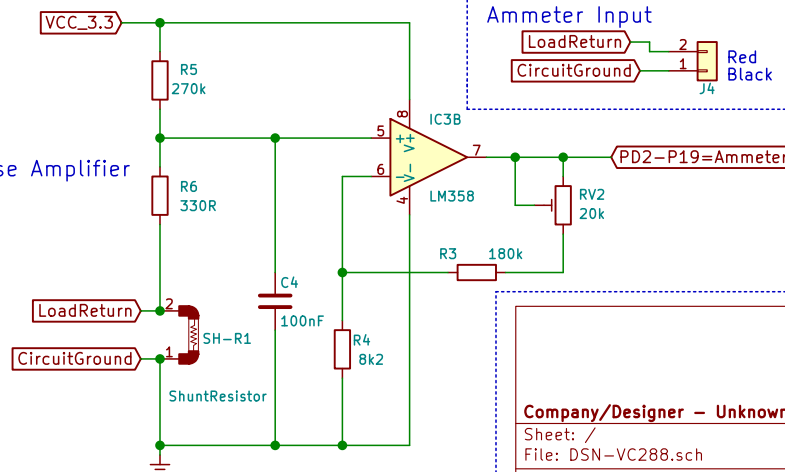 Ammeter Input
VCC_3.3
LoadReturn
2
CircuitGround
1
Red
Black
J4
R5
270k
8
IC3B
5
++
V+
7
PD2-P19=Ammeter
6
V-
4
LM358
se Amplifier
R6
330R
RV2
20k
R3
180k
LoadReturn
2
C4
100nF
SH-R1
CircuitGround
1
R4
8k2
ShuntResistor
Company/Designer – Unknown
Sheet: /
File: DSN-VC288.sch